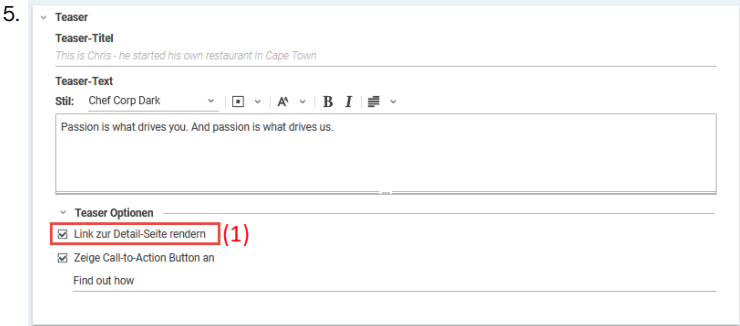 5.
Teaser
Teaser-Titel
This is Chris - he started his own restaurant in Cape Town
Teaser-Text
Stil: Chef Corp Dark B I
Passion is what drives you. And passion is what drives us.
Teaser Optionen
Link zur Detail-Seite rendern (1)
Zeige Call-to-Action Button an
Find out how